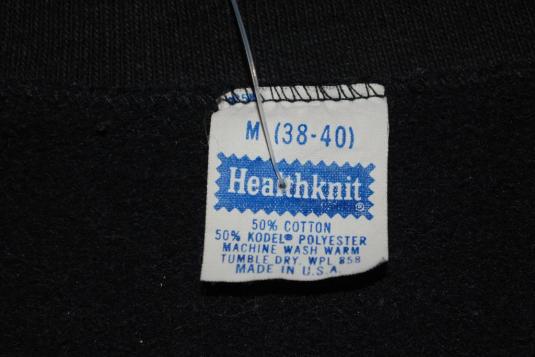 M (38-40)
Healthknit®
50% COTTON
50% KODEL® POLYESTER
MACHINE WASH WARM
TUMBLE DRY. WPL 858
MADE IN U.S.A.